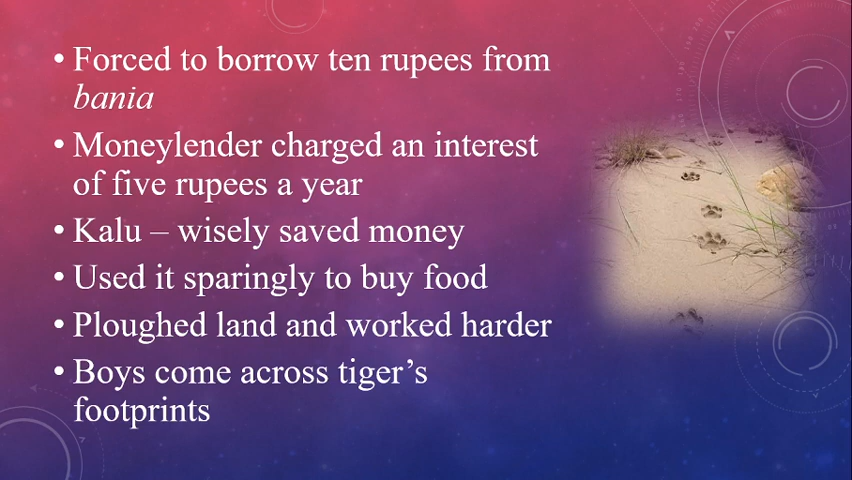 • Forced to borrow ten rupees from
bania
• Moneylender charged an interest
of five rupees a year
• Kalu – wisely saved money
• Used it sparingly to buy food
• Ploughed land and worked harder
• Boys come across tiger’s
footprints